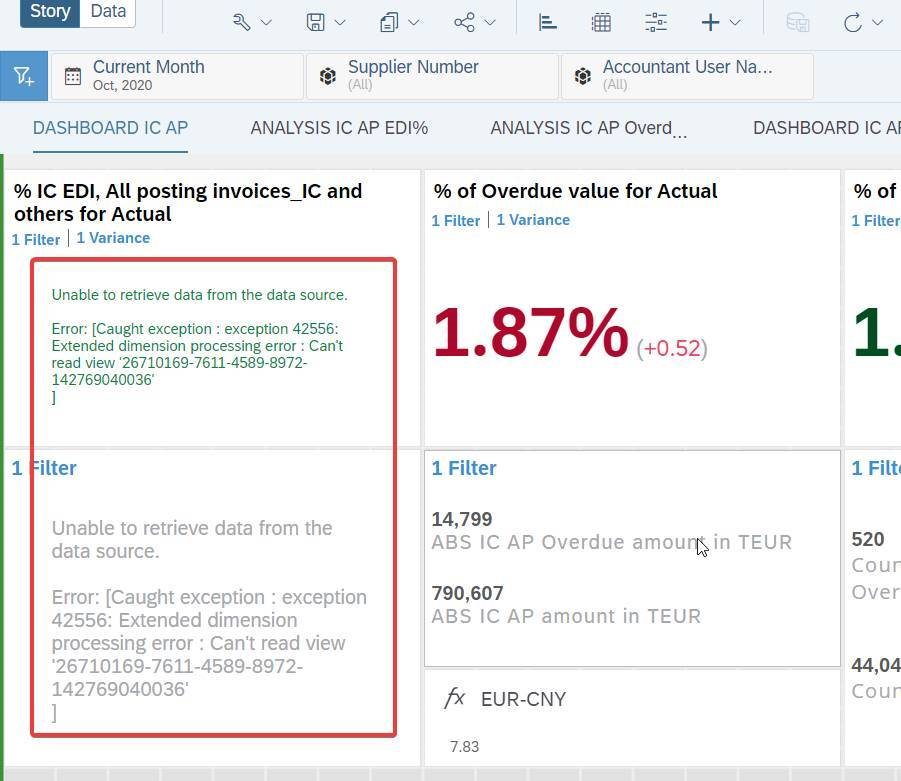 Story Data
Current Month
Oct, 2020
Supplier Number
(All)
Accountant User Na...
(All)
DASHBOARD IC AP
ANALYSIS IC AP EDI%
ANALYSIS IC AP Overd...
DASHBOARD IC AP
% IC EDI, All posting invoices_IC and
others for Actual
1 Filter | 1 Variance
Unable to retrieve data from the data source.
Error: [Caught exception : exception 42556:
Extended dimension processing error : Can't
read view '26710169-7611-4589-8972-
142769040036'
]
% of Overdue value for Actual
1 Filter | 1 Variance
1.87% (+0.52)
% of
1 Filter
1.
1 Filter
Unable to retrieve data from the
data source.
Error: [Caught exception : exception
42556: Extended dimension
processing error : Can't read view
'26710169-7611-4589-8972-
142769040036'
]
1 Filter
14,799
ABS IC AP Overdue amount in TEUR
790,607
ABS IC AP amount in TEUR
fx EUR-CNY
7.83
1 Filte
520
Cour
Over
44,04
Cour